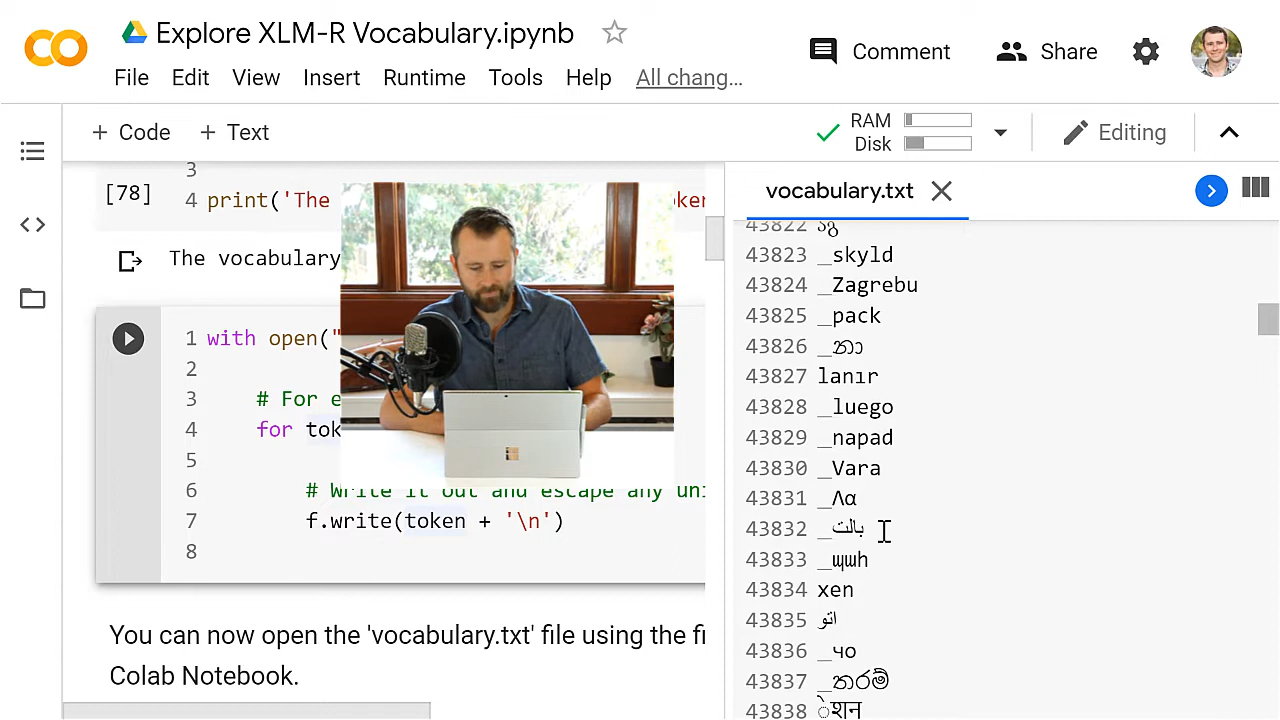 Explore XLM-R Vocabulary.ipynb
Comment
Share
File Edit View Insert Runtime Tools Help All chang...
+ Code + Text
RAM
Disk
Editing
3
[78]
4 print('The
The vocabulary
1 with open("
2
3 # For e
4 for tok
5
6 # Write it out and escape any uni
7 f.write(token + '\n')
8
You can now open the 'vocabulary.txt' file using the fi
Colab Notebook.
vocabulary.txt
43822
43823 _skyld
43824 _Zagrebu
43825 _pack
43826 _නා
43827 lanır
43828 _luego
43829 _napad
43830 _Vara
43831 _Λα
43832 _بالت
43833 _պահ
43834 xen
43835 اتو
43836 _чо
43837 _තරම්
43838 ेशन